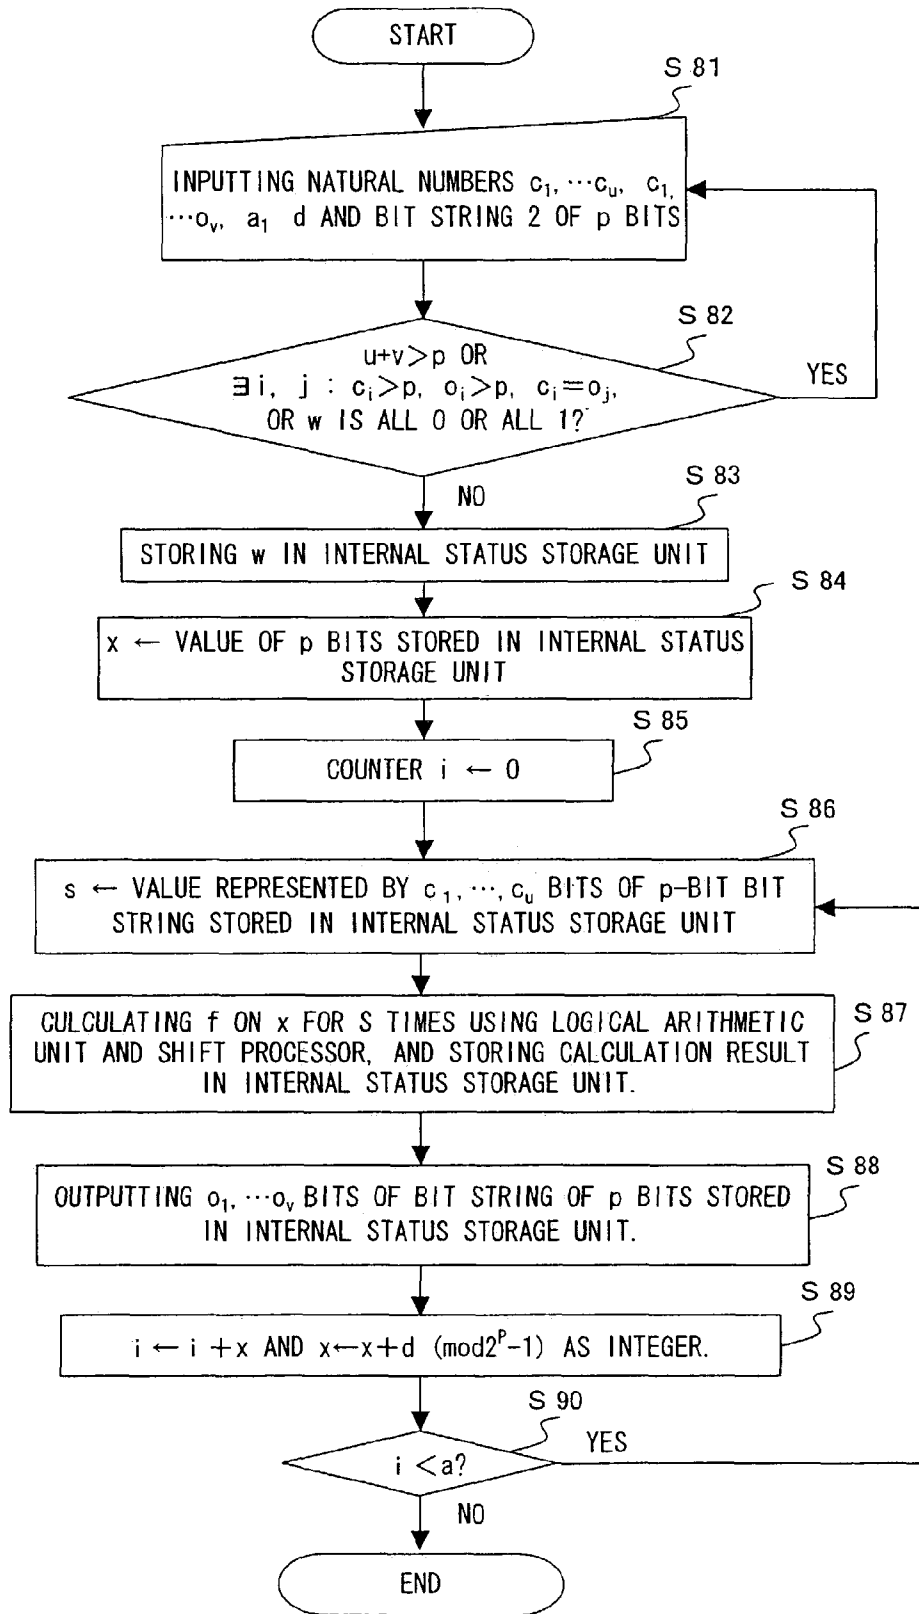 START
S 81
INPUTTING NATURAL NUMBERS c₁, ⋯cᵤ, c₁,
⋯oᵥ, a₁ d AND BIT STRING 2 OF p BITS
S 82
u+v>p OR
∃i, j : cᵢ>p, oᵢ>p, cᵢ=oⱼ,
OR w IS ALL 0 OR ALL 1?
YES
NO
S 83
STORING w IN INTERNAL STATUS STORAGE UNIT
S 84
x ← VALUE OF p BITS STORED IN INTERNAL STATUS
STORAGE UNIT
S 85
COUNTER i ← 0
S 86
s ← VALUE REPRESENTED BY c₁, ⋯, cᵤ BITS OF p-BIT BIT
STRING STORED IN INTERNAL STATUS STORAGE UNIT
S 87
CULCULATING f ON x FOR S TIMES USING LOGICAL ARITHMETIC
UNIT AND SHIFT PROCESSOR, AND STORING CALCULATION RESULT
IN INTERNAL STATUS STORAGE UNIT.
S 88
OUTPUTTING o₁, ⋯oᵥ BITS OF BIT STRING OF p BITS STORED
IN INTERNAL STATUS STORAGE UNIT.
S 89
i ← i +x AND x←x+d (mod2ᴾ-1) AS INTEGER.
S 90
i <a?
YES
NO
END